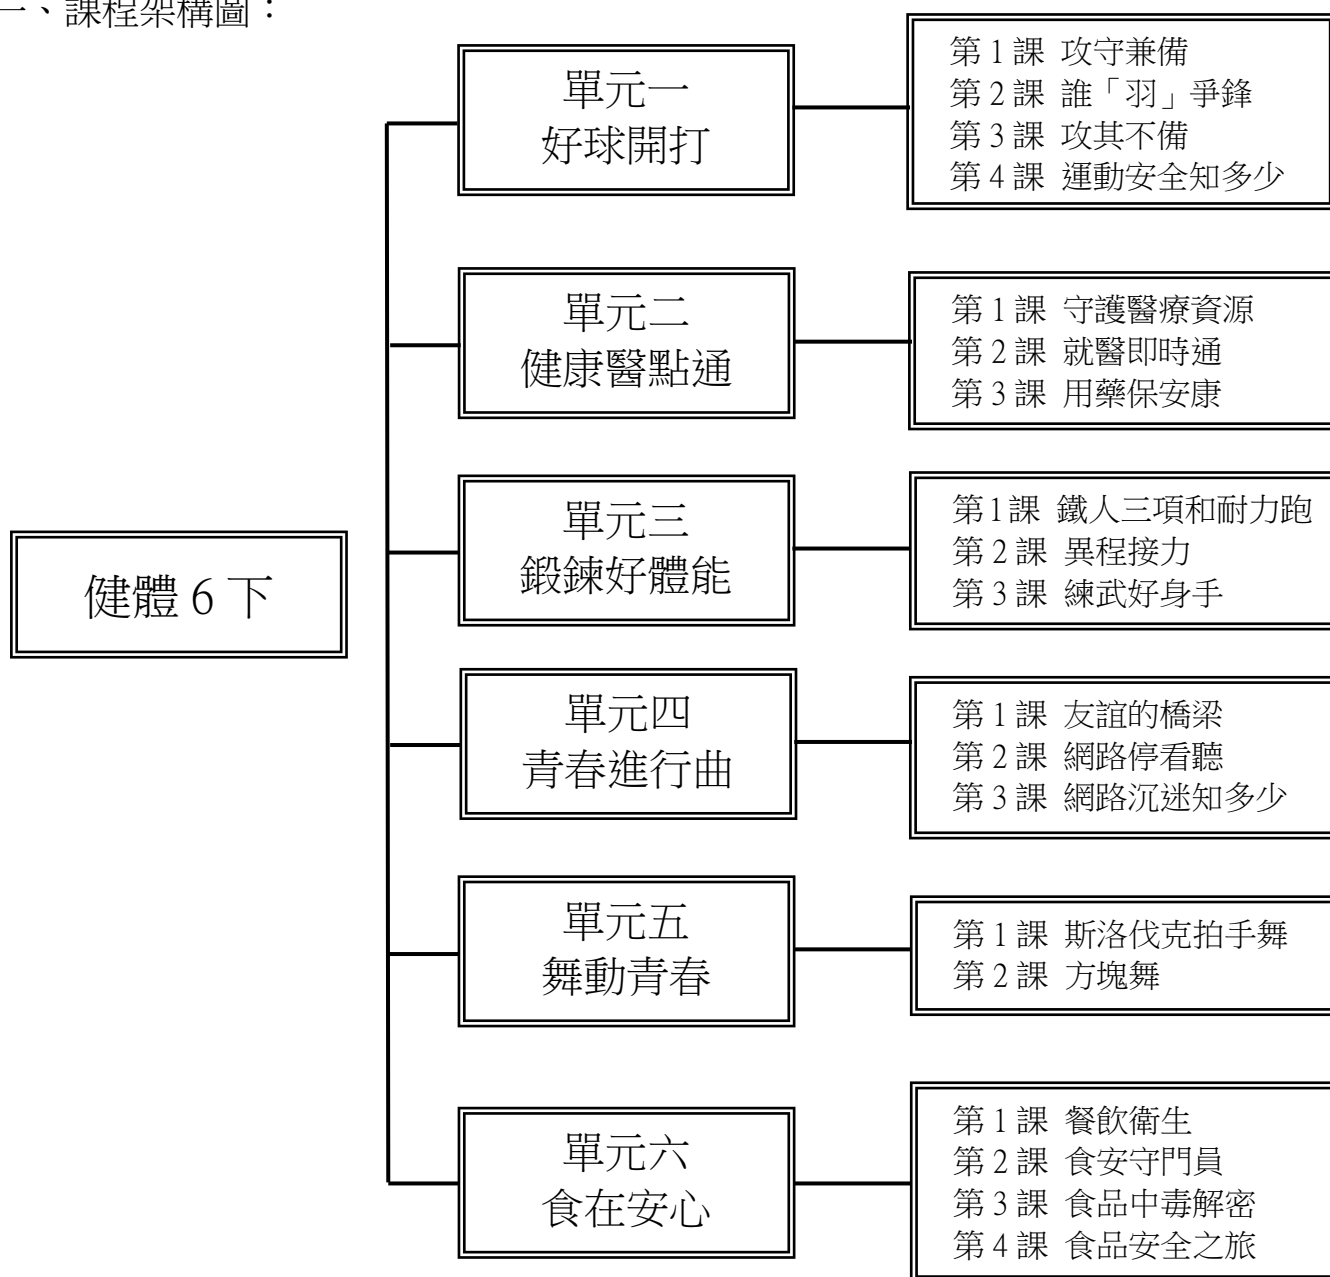 一、課程架構圖：
健體 6 下
單元一
好球開打
第 1 課 攻守兼備
第 2 課 誰「羽」爭鋒
第 3 課 攻其不備
第 4 課 運動安全知多少
單元二
健康醫點通
第 1 課 守護醫療資源
第 2 課 就醫即時通
第 3 課 用藥保安康
單元三
鍛鍊好體能
第 1 課 鐵人三項和耐力跑
第 2 課 異程接力
第 3 課 練武好身手
單元四
青春進行曲
第 1 課 友誼的橋梁
第 2 課 網路停看聽
第 3 課 網路沉迷知多少
單元五
舞動青春
第 1 課 斯洛伐克拍手舞
第 2 課 方塊舞
單元六
食在安心
第 1 課 餐飲衛生
第 2 課 食安守門員
第 3 課 食品中毒解密
第 4 課 食品安全之旅